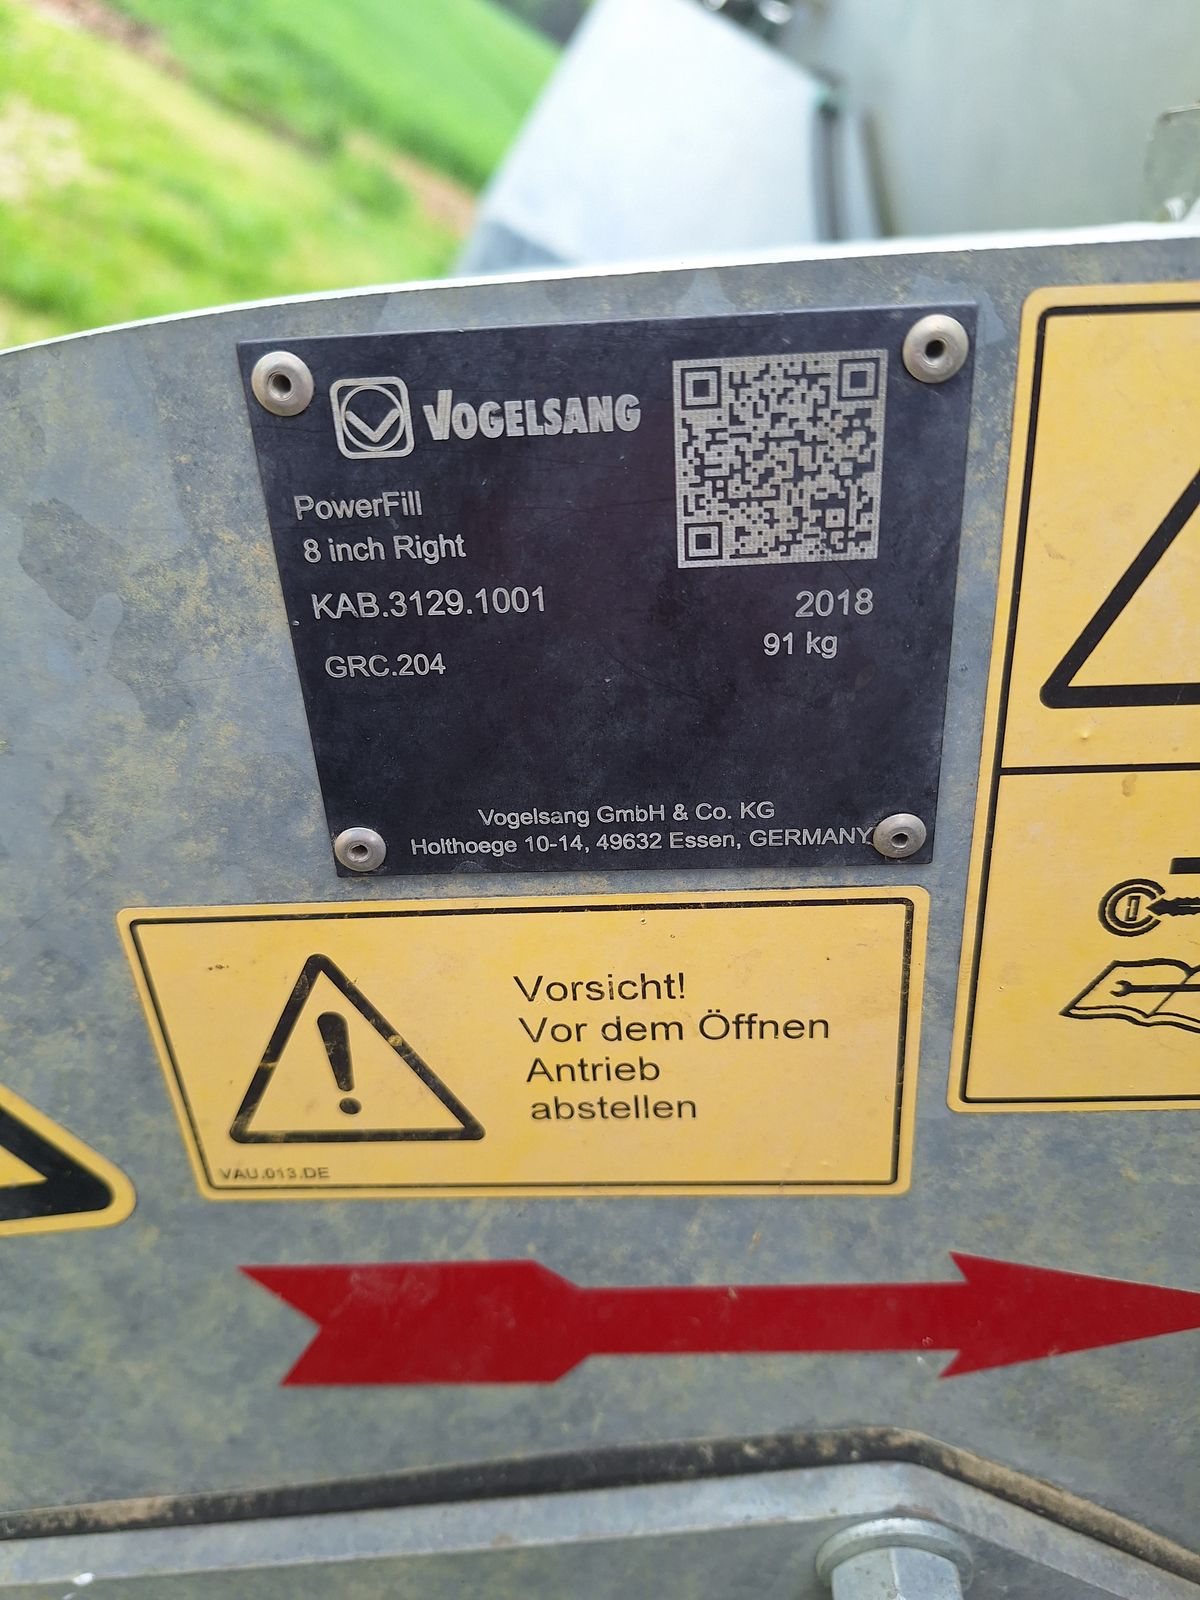 VOGELSANG
PowerFill
8 inch Right
KAB.3129.1001
2018
91 kg
GRC.204
Vogelsang GmbH & Co. KG
Holthoege 10-14, 49632 Essen, GERMANY
Vorsicht!
Vor dem Öffnen
Antrieb
abstellen
VAU.013.DE